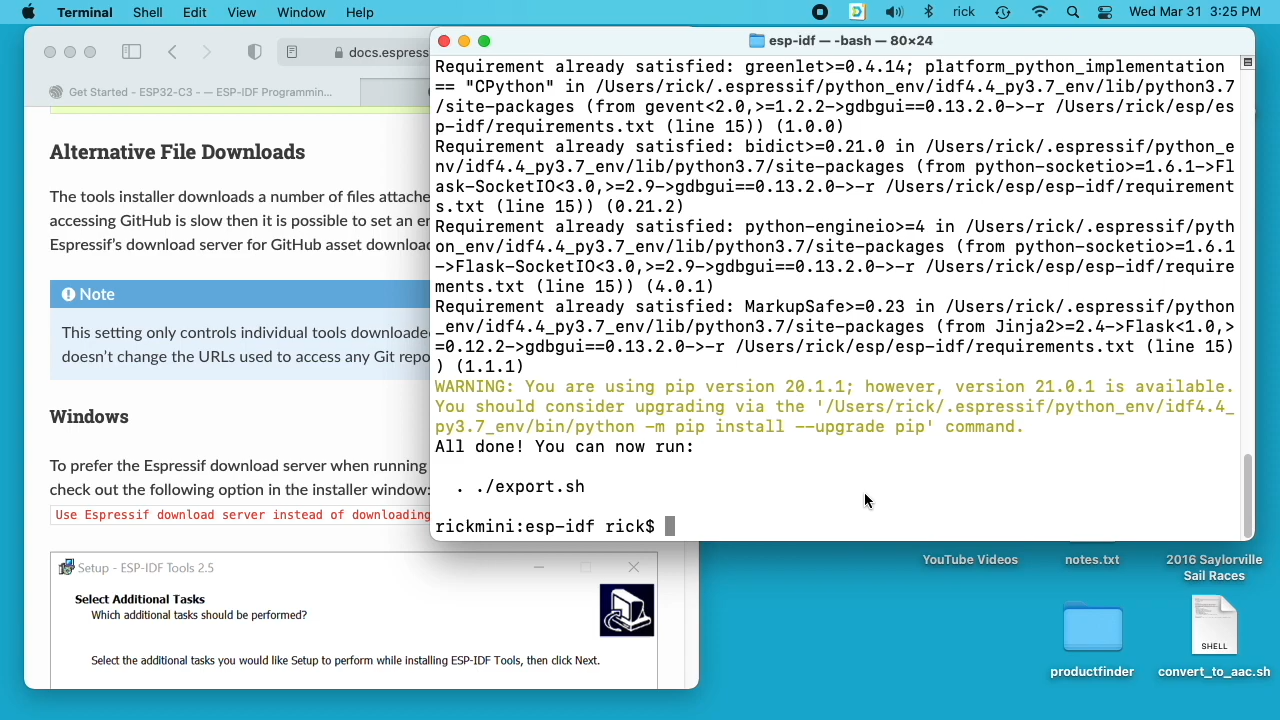 Terminal Shell Edit View Window Help rick Wed Mar 31 3:25 PM
docs.espress
Get Started - ESP32-C3 - — ESP-IDF Programmin...
Alternative File Downloads
The tools installer downloads a number of files attache
accessing GitHub is slow then it is possible to set an en
Espressif's download server for GitHub asset download
Note
This setting only controls individual tools downloade
doesn't change the URLs used to access any Git repo
Windows
To prefer the Espressif download server when running
check out the following option in the installer window:
Use Espressif download server instead of downloading
Setup - ESP-IDF Tools 2.5
Select Additional Tasks
Which additional tasks should be performed?
Select the additional tasks you would like Setup to perform while installing ESP-IDF Tools, then click Next.
esp-idf — -bash — 80×24
Requirement already satisfied: greenlet>=0.4.14; platform_python_implementation
== "CPython" in /Users/rick/.espressif/python_env/idf4.4_py3.7_env/lib/python3.7
/site-packages (from gevent<2.0,>=1.2.2->gdbgui==0.13.2.0->-r /Users/rick/esp/es
p-idf/requirements.txt (line 15)) (1.0.0)
Requirement already satisfied: bidict>=0.21.0 in /Users/rick/.espressif/python_e
nv/idf4.4_py3.7_env/lib/python3.7/site-packages (from python-socketio>=1.6.1->Fl
ask-SocketIO<3.0,>=2.9->gdbgui==0.13.2.0->-r /Users/rick/esp/esp-idf/requirement
s.txt (line 15)) (0.21.2)
Requirement already satisfied: python-engineio>=4 in /Users/rick/.espressif/pyth
on_env/idf4.4_py3.7_env/lib/python3.7/site-packages (from python-socketio>=1.6.1
->Flask-SocketIO<3.0,>=2.9->gdbgui==0.13.2.0->-r /Users/rick/esp/esp-idf/require
ments.txt (line 15)) (4.0.1)
Requirement already satisfied: MarkupSafe>=0.23 in /Users/rick/.espressif/python
_env/idf4.4_py3.7_env/lib/python3.7/site-packages (from Jinja2>=2.4->Flask<1.0,>
=0.12.2->gdbgui==0.13.2.0->-r /Users/rick/esp/esp-idf/requirements.txt (line 15)
) (1.1.1)
WARNING: You are using pip version 20.1.1; however, version 21.0.1 is available.
You should consider upgrading via the '/Users/rick/.espressif/python_env/idf4.4_
py3.7_env/bin/python -m pip install --upgrade pip' command.
All done! You can now run:
. ./export.sh
rickmini:esp-idf rick$
YouTube Videos
notes.txt
2016 Saylorville
Sail Races
SHELL
productfinder
convert_to_aac.sh